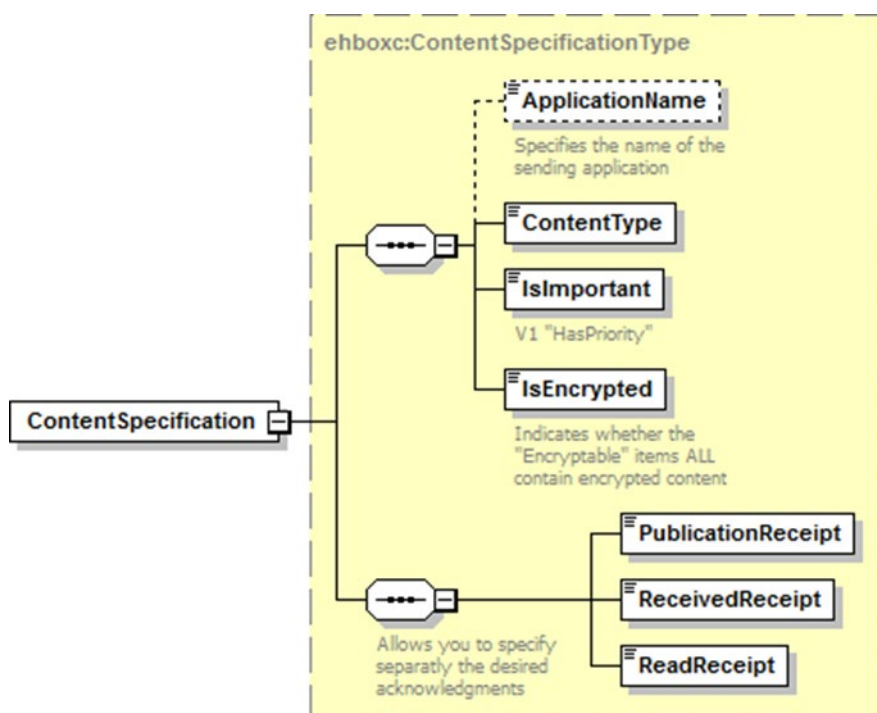 ehboxc:ContentSpecificationType
ApplicationName
Specifies the name of the
sending application
ContentType
IsImportant
V1 "HasPriority"
IsEncrypted
Indicates whether the
"Encryptable" items ALL
contain encrypted content
ContentSpecification
PublicationReceipt
ReceivedReceipt
ReadReceipt
Allows you to specify
separatly the desired
acknowledgments